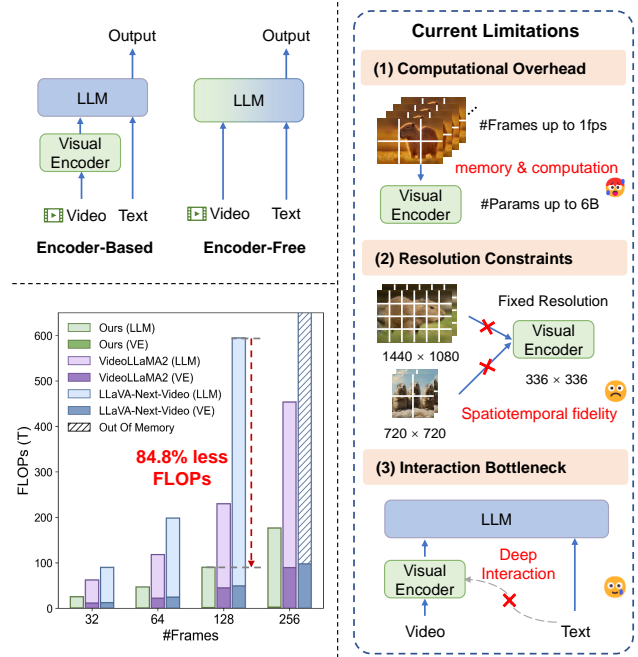 Output
Output
LLM
LLM
Visual
Encoder
Video
Text
Video
Text
Encoder-Based
Encoder-Free
FLOPs (T)
600
500
400
300
200
100
0
Ours (LLM)
Ours (VE)
VideoLLaMA2 (LLM)
VideoLLaMA2 (VE)
LLaVA-Next-Video (LLM)
LLaVA-Next-Video (VE)
Out Of Memory
84.8% less
FLOPs
32
64
128
256
#Frames
Current Limitations
(1) Computational Overhead
#Frames up to 1fps
memory & computation
Visual
Encoder
#Params up to 6B
(2) Resolution Constraints
Fixed Resolution
Visual
Encoder
1440 × 1080
336 × 336
Spatiotemporal fidelity
720 × 720
(3) Interaction Bottleneck
LLM
Deep
Interaction
Visual
Encoder
Video
Text